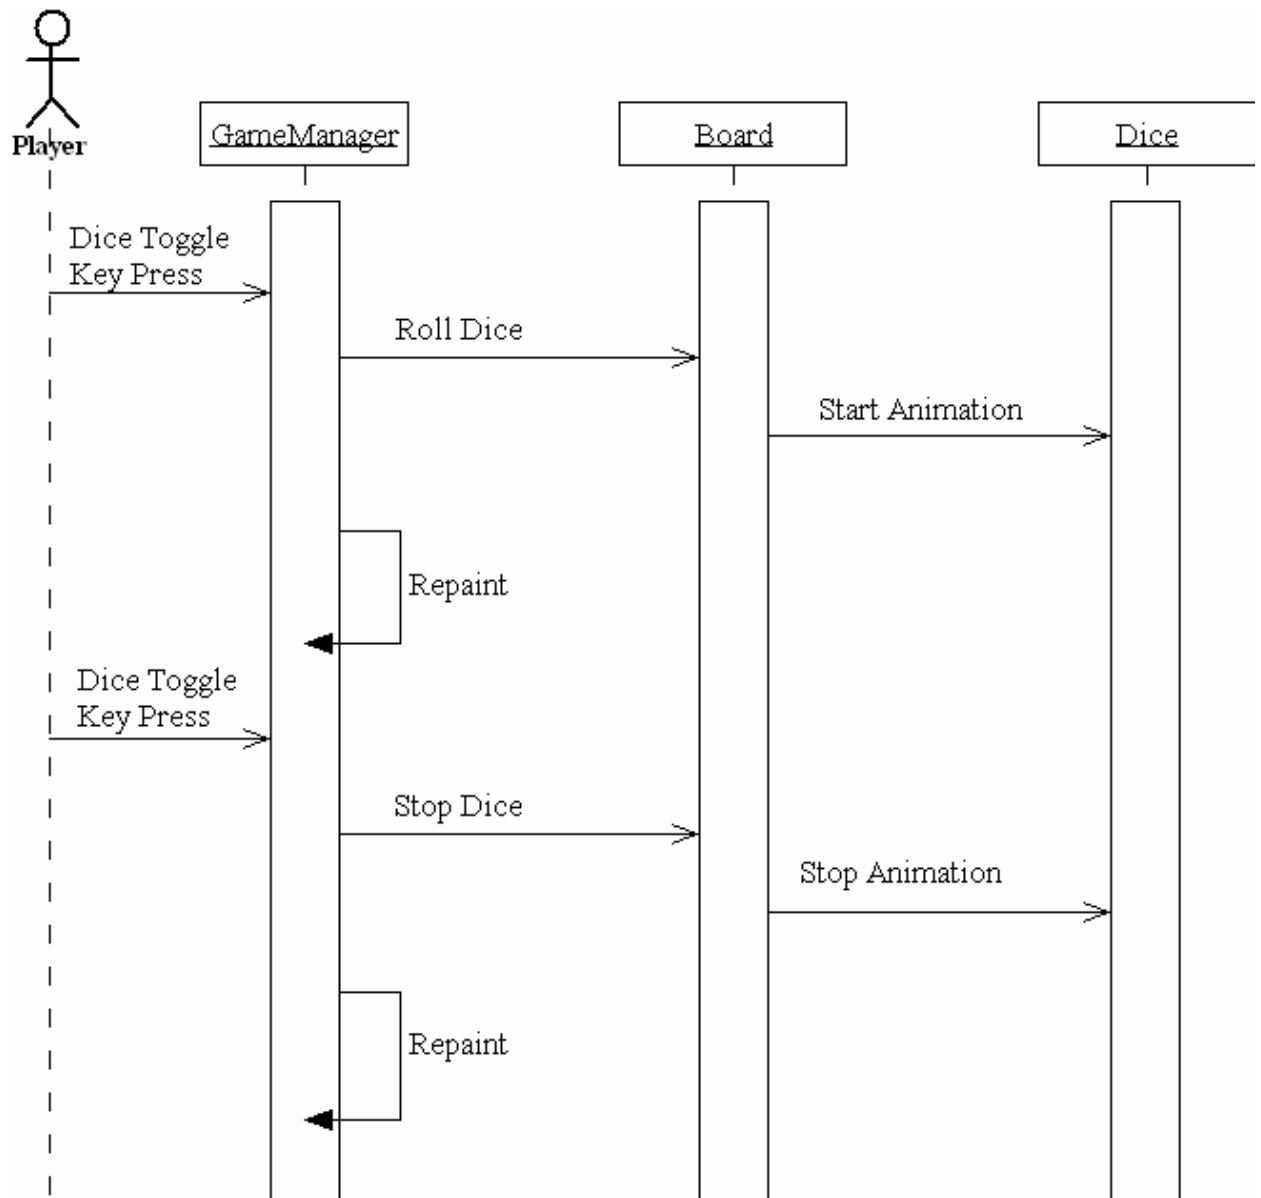 Player
GameManager
Board
Dice
Dice Toggle
Key Press
Roll Dice
Start Animation
Repaint
Dice Toggle
Key Press
Stop Dice
Stop Animation
Repaint